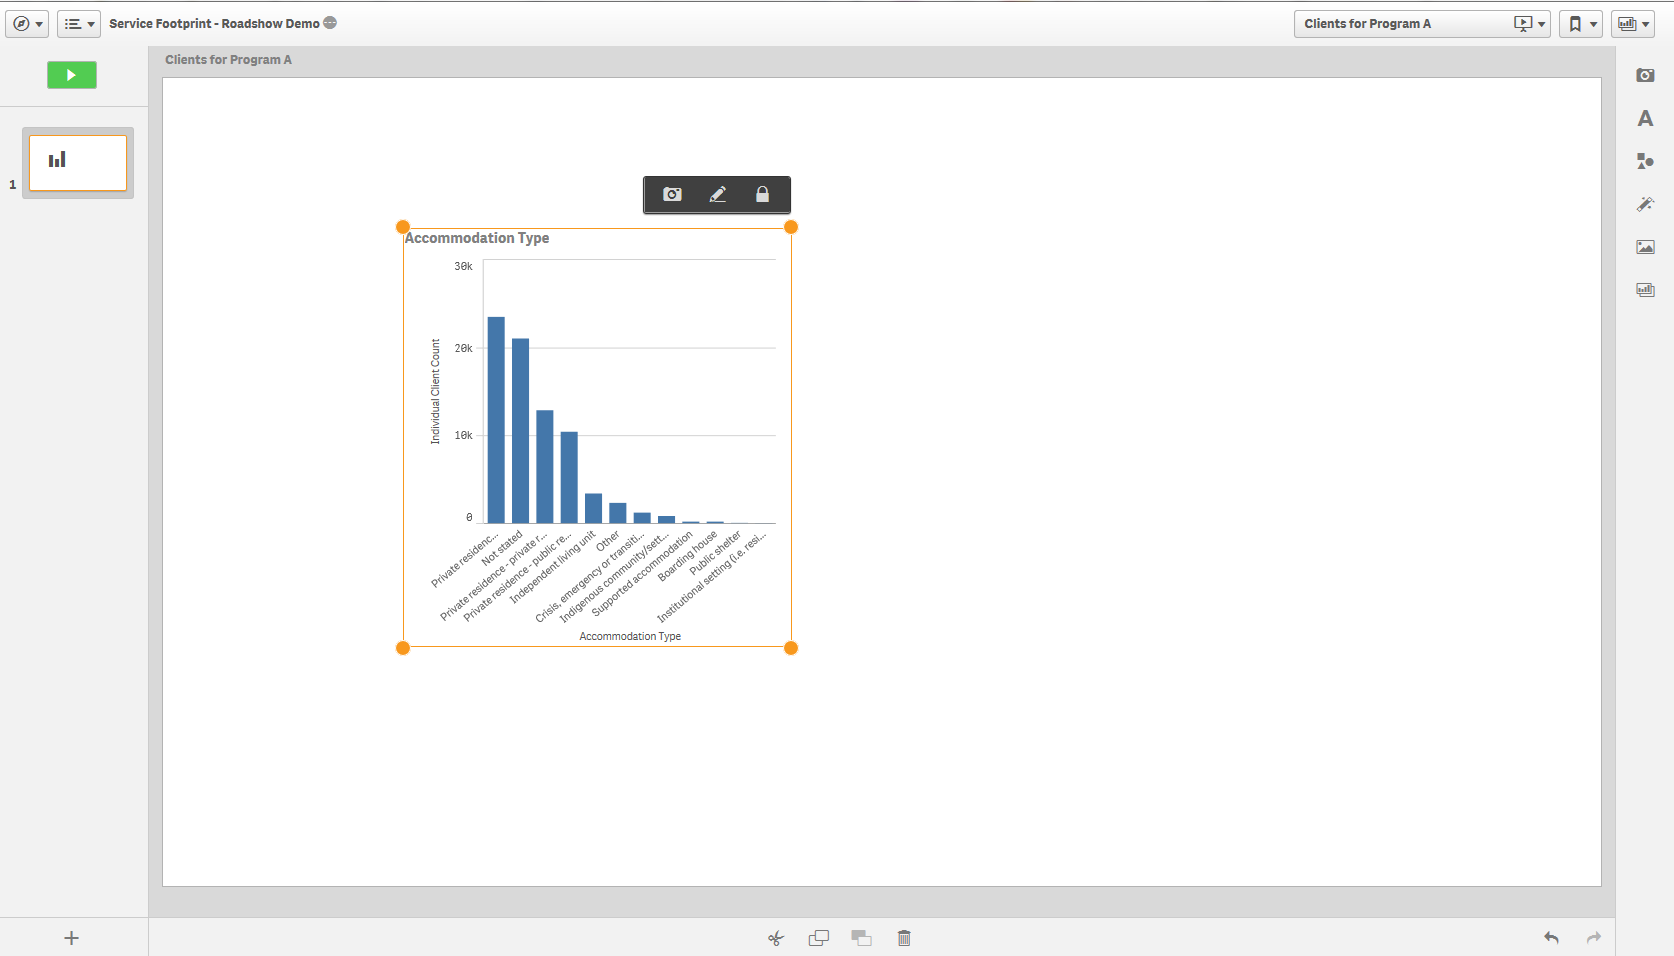 Service Footprint - Roadshow Demo
Clients for Program A
Clients for Program A
1
A
Accommodation Type
30k
20k
10k
0
Individual Client Count
Private residenc...
Not stated
Private residence - private r...
Private residence - public re...
Independent living unit
Other
Crisis, emergency or transiti...
Indigenous community/sett...
Supported accommodation
Boarding house
Public shelter
Institutional setting (i.e. resi...
Accommodation Type